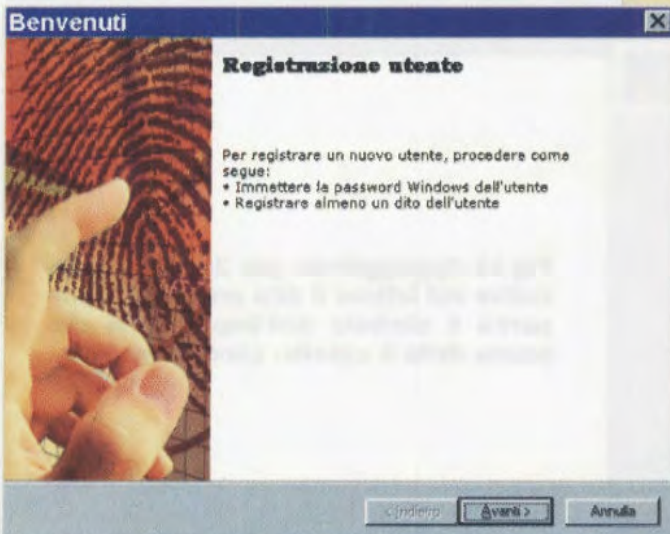 Benvenuti
Registrazione utente
Per registrare un nuovo utente, procedere come
segue:
• Immettere la password Windows dell'utente
• Registrare almeno un dito dell'utente
< Indietro Avanti > Annulla